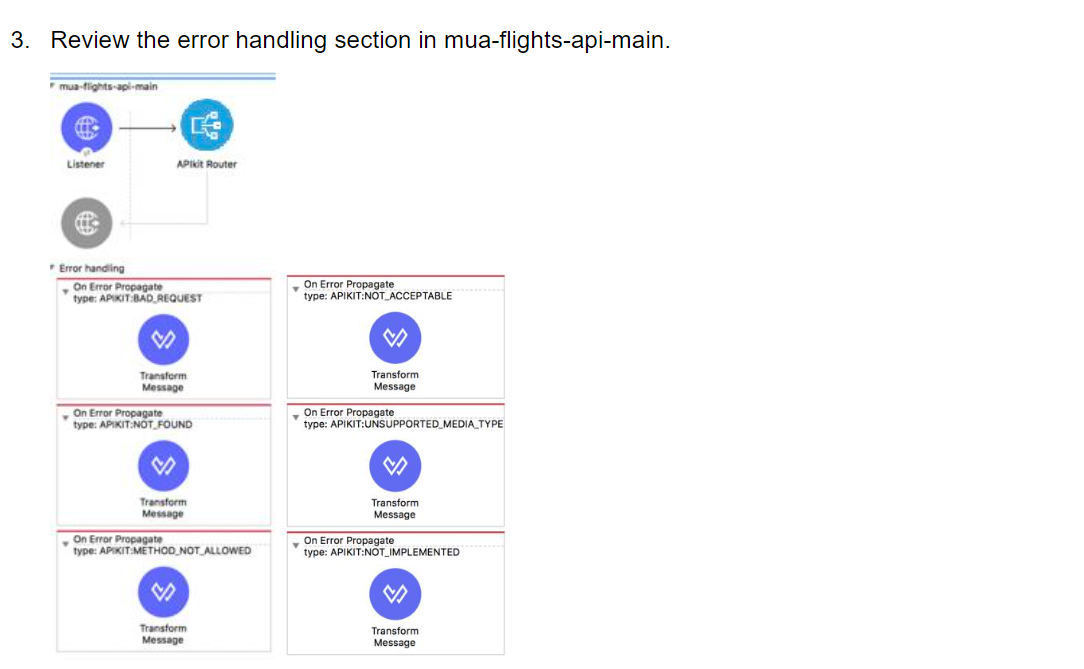 3. Review the error handling section in mua-flights-api-main.
mua-flights-api-main
Listener
APIkit Router
Error handling
On Error Propagate
type: APIKIT:BAD_REQUEST
Transform
Message
On Error Propagate
type: APIKIT:NOT_ACCEPTABLE
Transform
Message
On Error Propagate
type: APIKIT:NOT_FOUND
Transform
Message
On Error Propagate
type: APIKIT:UNSUPPORTED_MEDIA_TYPE
Transform
Message
On Error Propagate
type: APIKIT:METHOD_NOT_ALLOWED
Transform
Message
On Error Propagate
type: APIKIT:NOT_IMPLEMENTED
Transform
Message